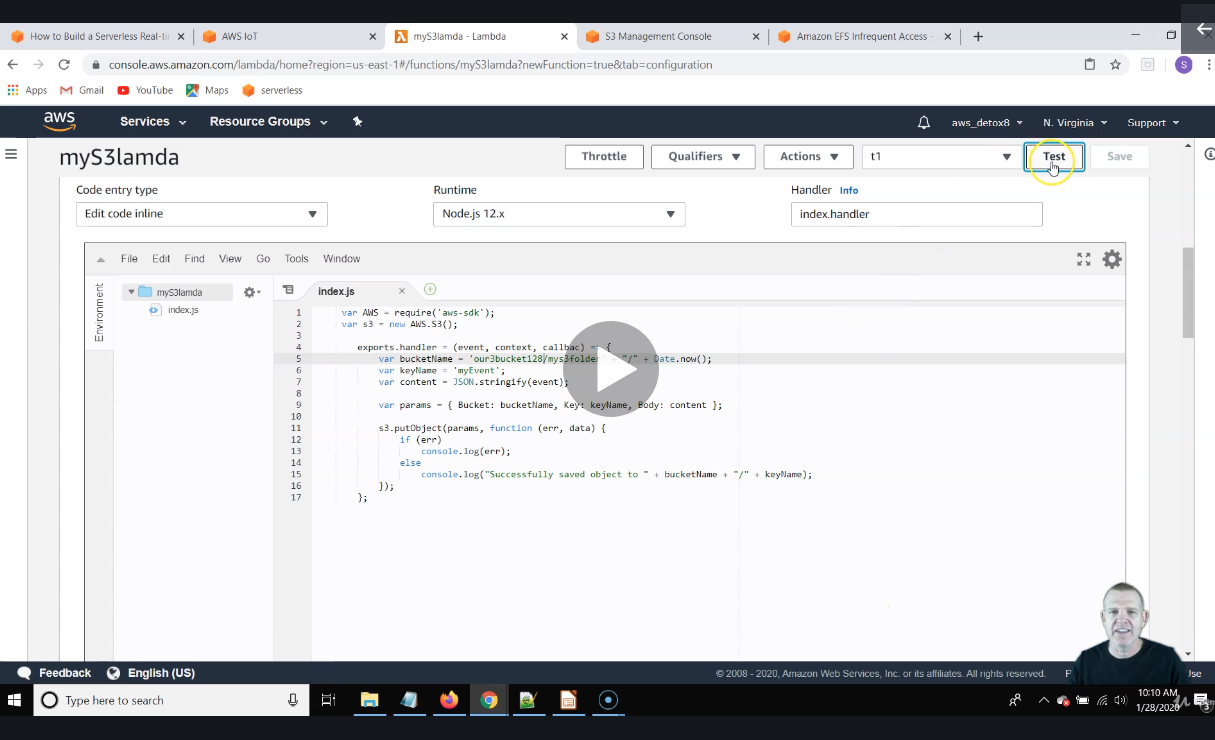 How to Build a Serverless Real-ti
AWS IoT
myS3lamda - Lambda
S3 Management Console
Amazon EFS Infrequent Access -
console.aws.amazon.com/lambda/home?region=us-east-1#/functions/myS3lamda?newFunction=true&tab=configuration
S
Apps
Gmail
YouTube
Maps
serverless
aws
Services
Resource Groups
aws_detox8
N. Virginia
Support
myS3lamda
Throttle
Qualifiers
Actions
t1
Test
Save
Code entry type
Runtime
Handler
Info
Edit code inline
Node.js 12.x
index.handler
File Edit Find View Go Tools Window
Environment
myS3lamda
index.js
index.js
1 var AWS = require('aws-sdk');
2 var s3 = new AWS.S3();
3
4 exports.handler = (event, context, callbac) => {
5 var bucketName = 'our3bucket128/mys3folder' + "/" + Date.now();
6 var keyName = 'myEvent';
7 var content = JSON.stringify(event);
8
9 var params = { Bucket: bucketName, Key: keyName, Body: content };
10
11 s3.putObject(params, function (err, data) {
12 if (err)
13 console.log(err);
14 else
15 console.log("Successfully saved object to " + bucketName + "/" + keyName);
16 });
17 };
Feedback
English (US)
© 2008 - 2020, Amazon Web Services, Inc. or its affiliates. All rights reserved.
Type here to search
10:10 AM
1/28/2020
3